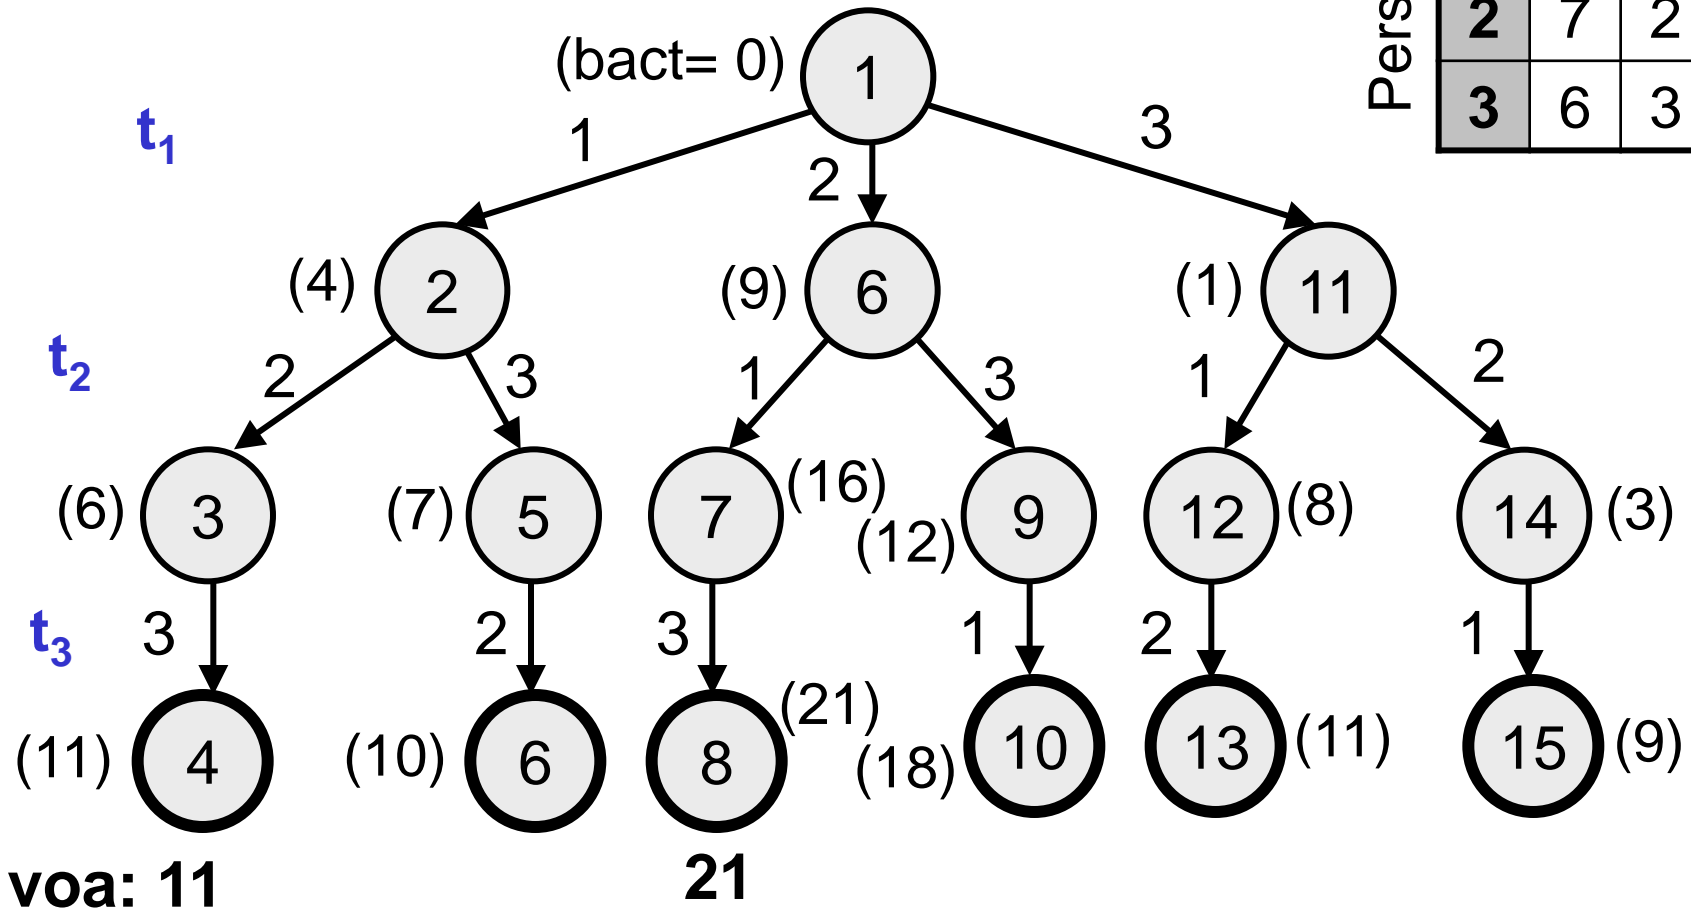 (bact= 0) 1
Pers
2 7 2
3 6 3
t1
1 2 3
(4) 2 (9) 6 (1) 11
t2
2 3 1 3 1 2
(6) 3 (7) 5 7 (16) (12) 9 12 (8) 14 (3)
t3
3 2 3 1 2 1
(11) 4 (10) 6 8 (21) (18) 10 13 (11) 15 (9)
voa: 11 21